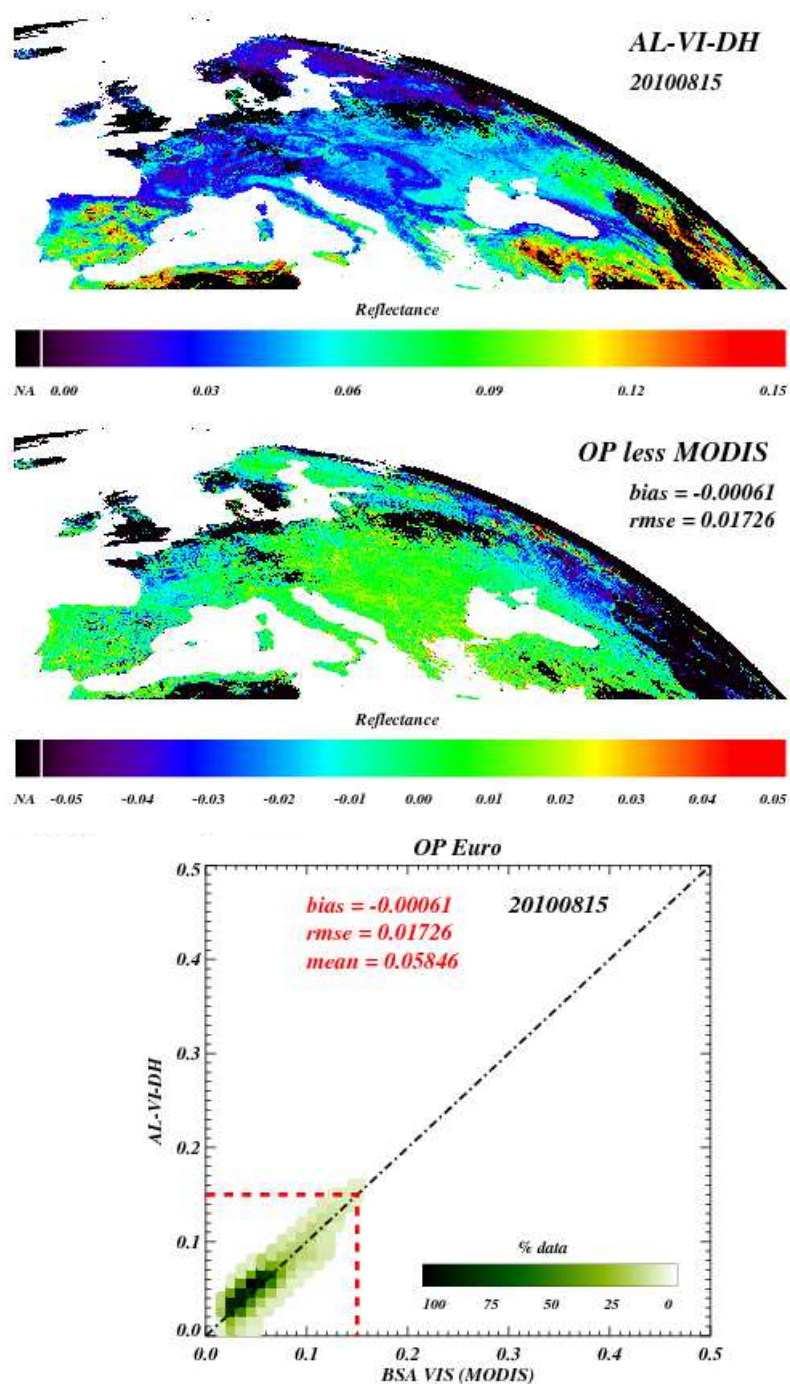 AL-VI-DH
20100815
Reflectance
NA 0.00 0.03 0.06 0.09 0.12 0.15
OP less MODIS
bias = -0.00061
rmse = 0.01726
Reflectance
NA -0.05 -0.04 -0.03 -0.02 -0.01 0.00 0.01 0.02 0.03 0.04 0.05
OP Euro
0.5
bias = -0.00061
20100815
rmse = 0.01726
mean = 0.05846
0.4
0.3
AL-VI-DH
0.2
0.1
% data
100 75 50 25 0
0.0
0.0 0.1 0.2 0.3 0.4 0.5
BSA VIS (MODIS)